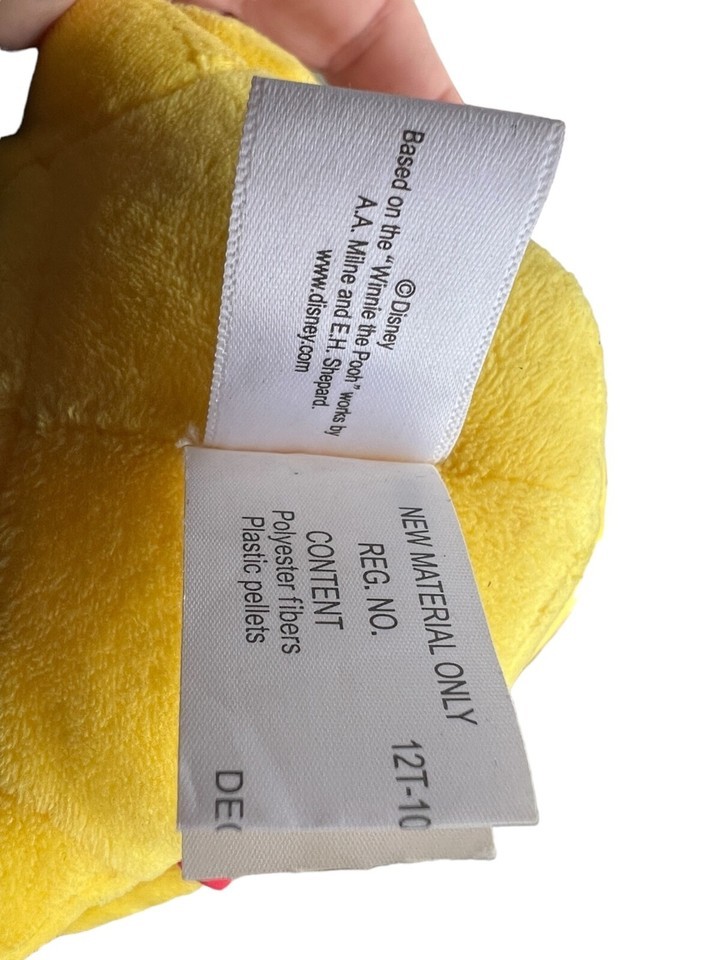 ©Disney
Based on the "Winnie the Pooh" works by
A.A. Milne and E.H. Shepard.
www.disney.com
NEW MATERIAL ONLY
REG. NO.
12T-10
CONTENT
Polyester fibers
Plastic pellets
DE